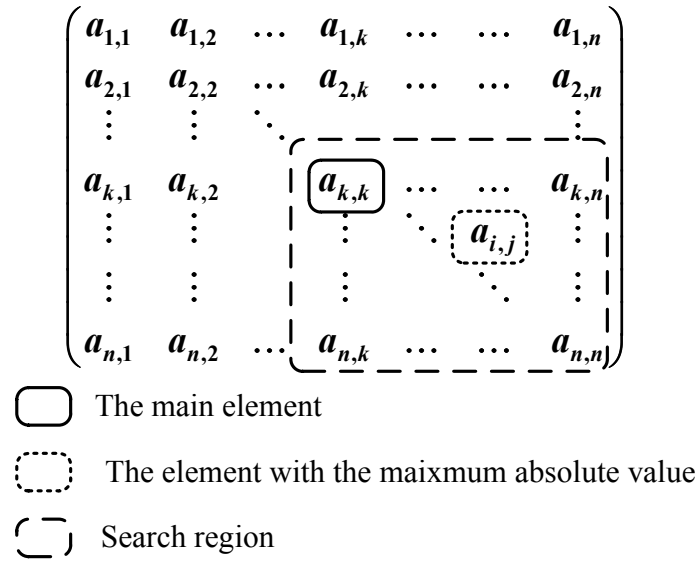 a1,1 a1,2 … a1,k … … a1,n
a2,1 a2,2 … a2,k … … a2,n
⋮ ⋮ ⋱ ⋮
ak,1 ak,2 ak,k … … ak,n
⋮ ⋮ ⋮ ⋱ ai,j ⋮
⋮ ⋮ ⋮ ⋱ ⋮
an,1 an,2 … an,k … … an,n
The main element
The element with the maixmum absolute value
Search region